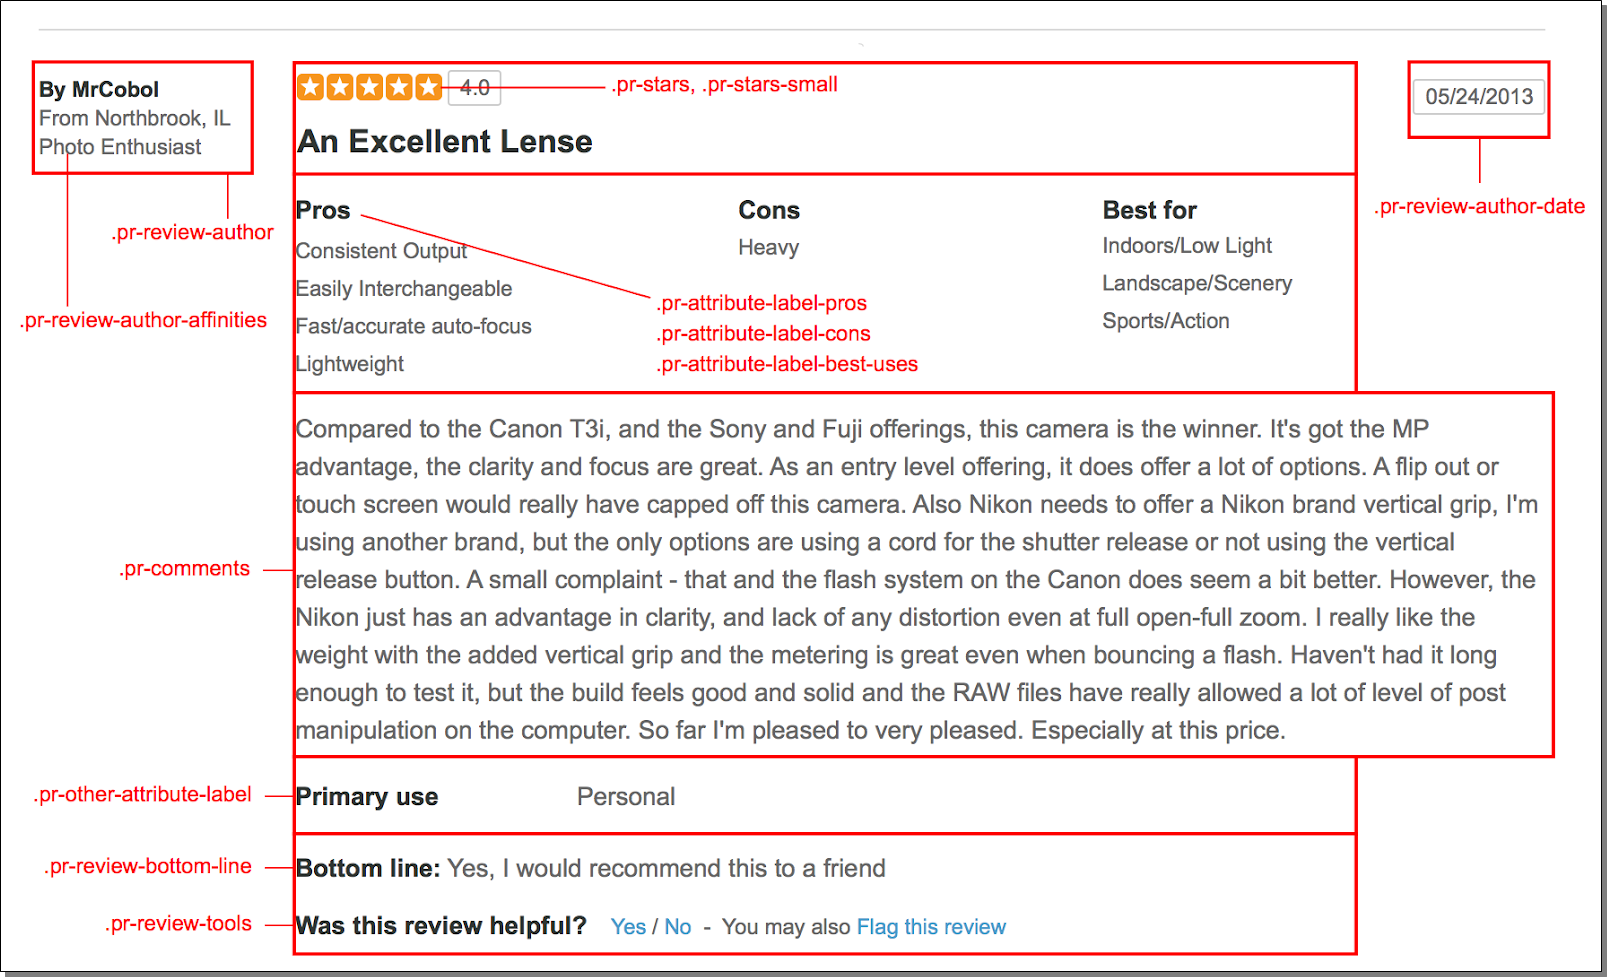 By MrCobol
From Northbrook, IL
Photo Enthusiast
.pr-review-author
.pr-review-author-affinities
4.0
.pr-stars, .pr-stars-small
An Excellent Lense
05/24/2013
.pr-review-author-date
Pros
Consistent Output
Easily Interchangeable
Fast/accurate auto-focus
Lightweight
Cons
Heavy
Best for
Indoors/Low Light
Landscape/Scenery
Sports/Action
.pr-attribute-label-pros
.pr-attribute-label-cons
.pr-attribute-label-best-uses
.pr-comments
Compared to the Canon T3i, and the Sony and Fuji offerings, this camera is the winner. It's got the MP
advantage, the clarity and focus are great. As an entry level offering, it does offer a lot of options. A flip out or
touch screen would really have capped off this camera. Also Nikon needs to offer a Nikon brand vertical grip, I'm
using another brand, but the only options are using a cord for the shutter release or not using the vertical
release button. A small complaint - that and the flash system on the Canon does seem a bit better. However, the
Nikon just has an advantage in clarity, and lack of any distortion even at full open-full zoom. I really like the
weight with the added vertical grip and the metering is great even when bouncing a flash. Haven't had it long
enough to test it, but the build feels good and solid and the RAW files have really allowed a lot of level of post
manipulation on the computer. So far I'm pleased to very pleased. Especially at this price.
.pr-other-attribute-label
Primary use Personal
.pr-review-bottom-line
Bottom line: Yes, I would recommend this to a friend
.pr-review-tools
Was this review helpful? Yes / No - You may also Flag this review